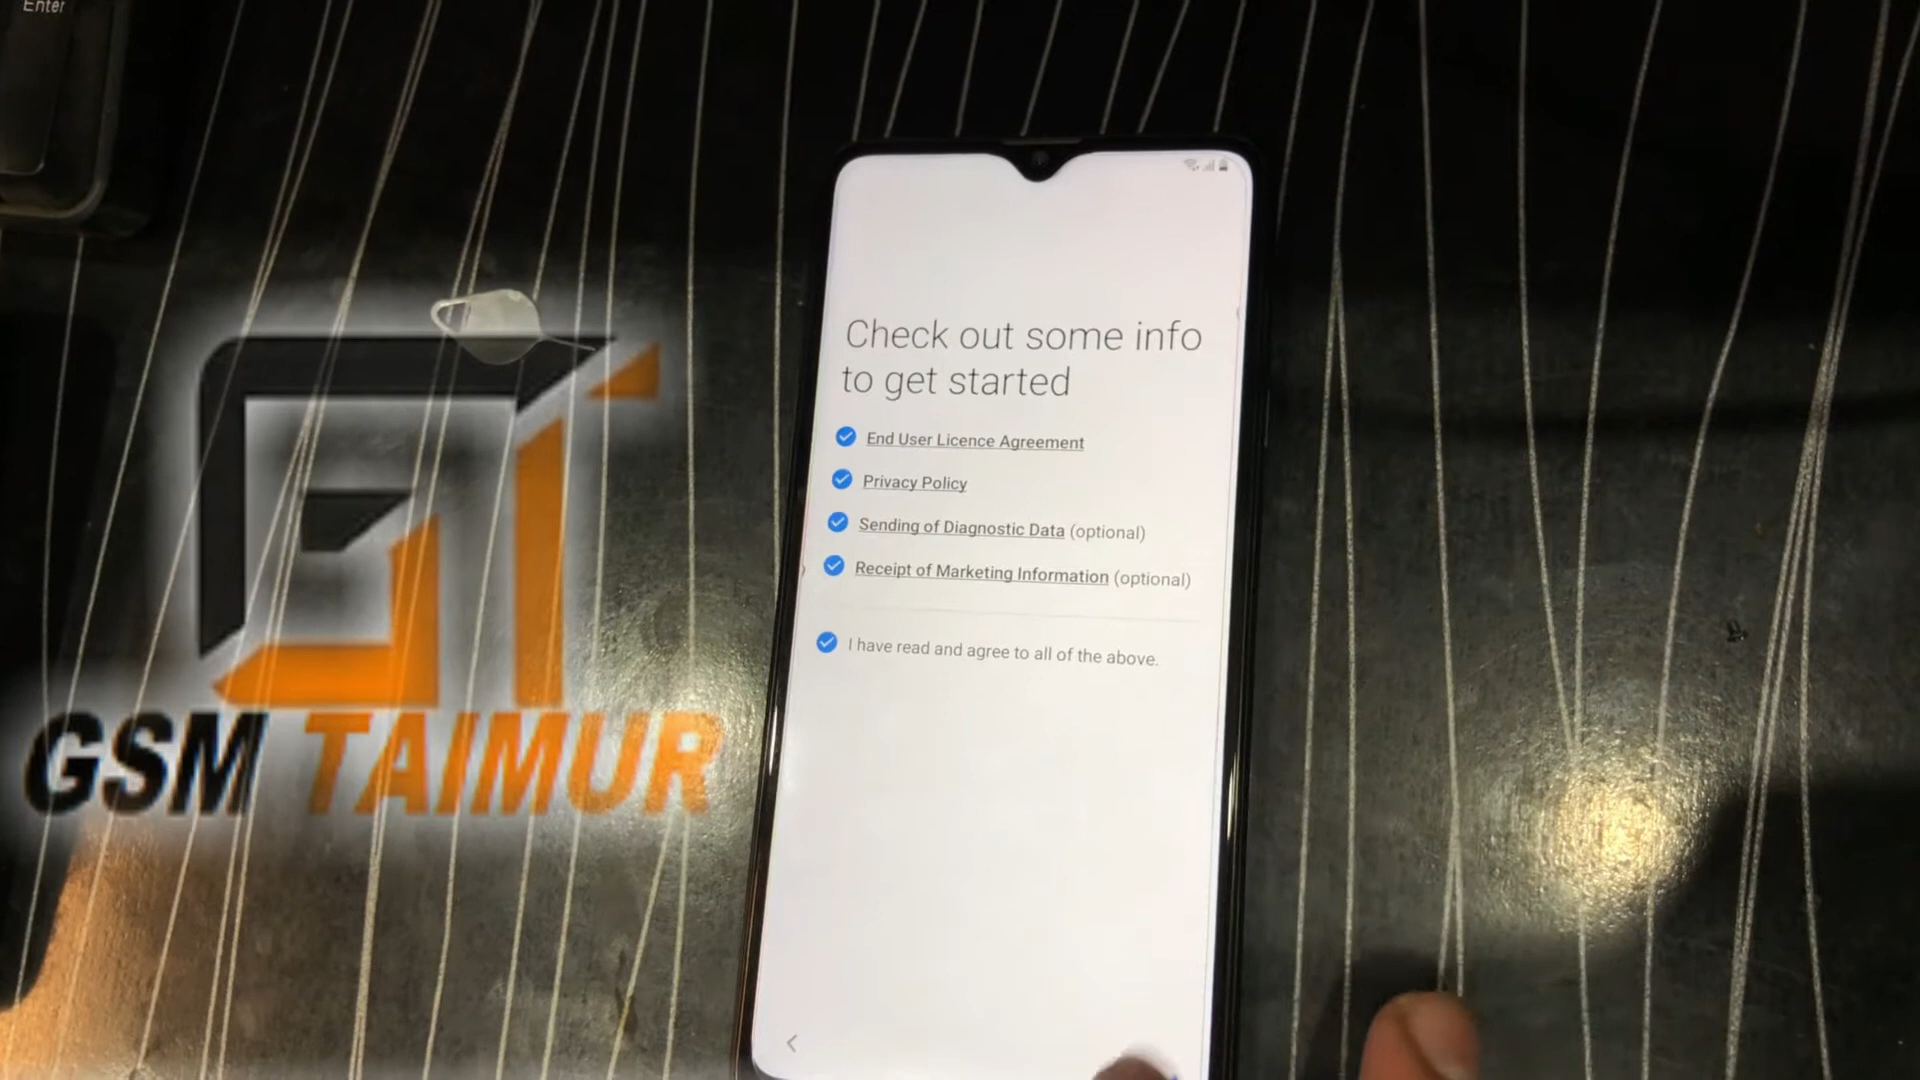 Enter
Check out some info
to get started
End User Licence Agreement
Privacy Policy
Sending of Diagnostic Data (optional)
Receipt of Marketing Information (optional)
I have read and agree to all of the above.
GSM TAIMUR